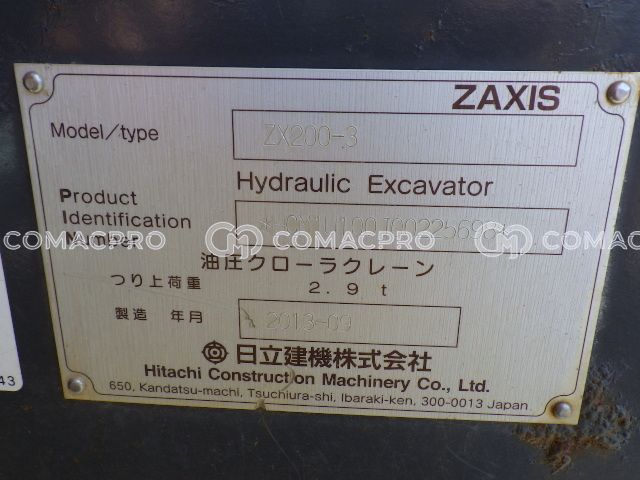 ZAXIS
Model/type ZX200-3
Hydraulic Excavator
Product
Identification
Number
COMACPRO COMACPRO COMACPRO
油圧クローラクレーン
つり上荷重 2.9 t
製造 年月 2013-09
日立建機株式会社
Hitachi Construction Machinery Co., Ltd.
650, Kandatsu-machi, Tsuchiura-shi, Ibaraki-ken, 300-0013 Japan
43